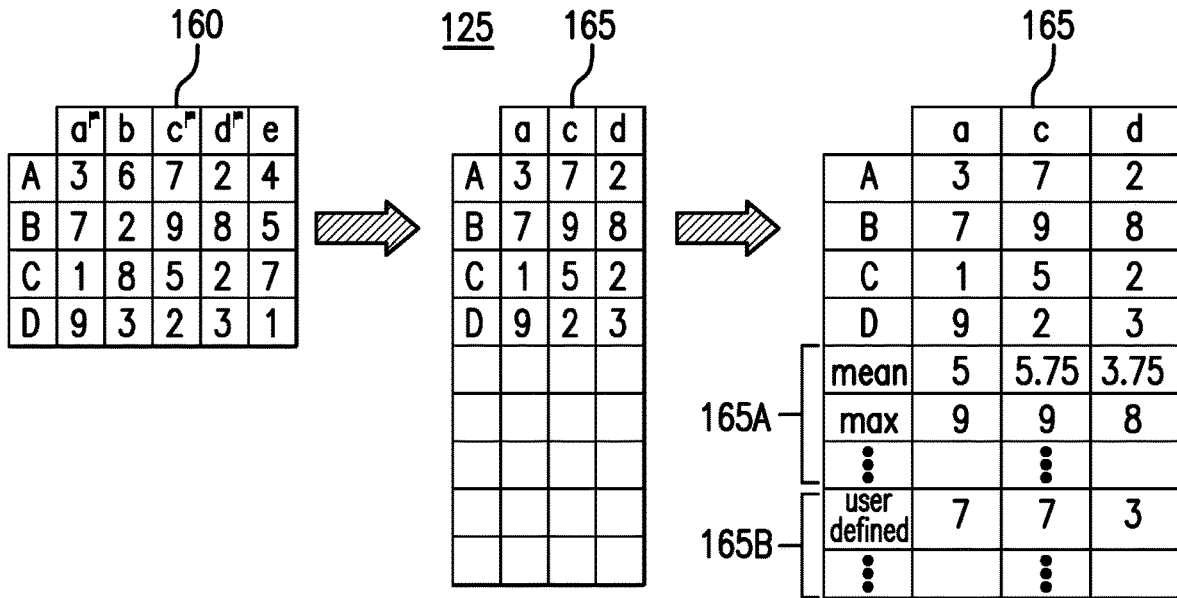 160 125 165 165
a b c d e
A 3 6 7 2 4
B 7 2 9 8 5
C 1 8 5 2 7
D 9 3 2 3 1
a c d
A 3 7 2
B 7 9 8
C 1 5 2
D 9 2 3
a c d
A 3 7 2
B 7 9 8
C 1 5 2
D 9 2 3
mean 5 5.75 3.75
165A
max 9 9 8
user
defined 7 7 3
165B